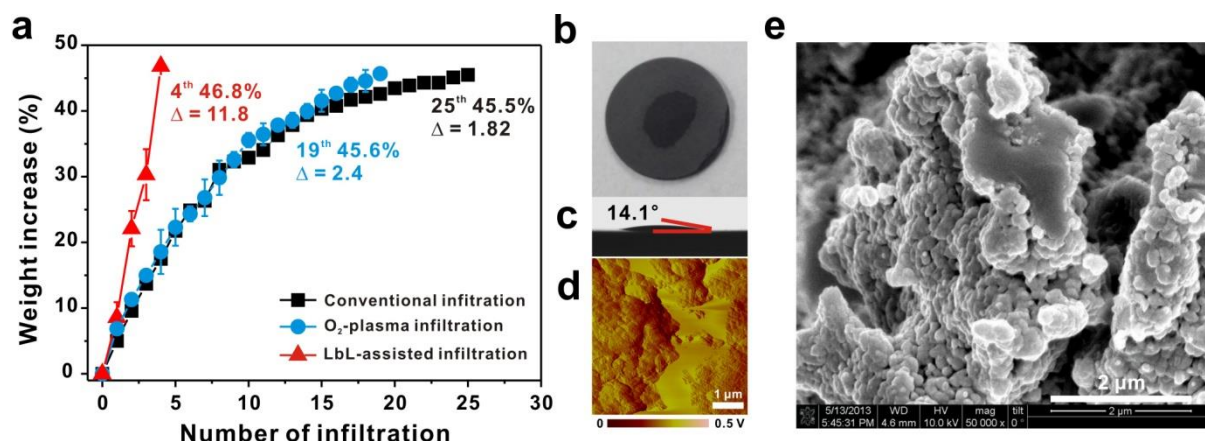 a
50
40
30
20
10
0
Weight increase (%)
0 5 10 15 20 25 30
Number of infiltration
4th 46.8%
Δ = 11.8
19th 45.6%
Δ = 2.4
25th 45.5%
Δ = 1.82
Conventional infitration
O₂-plasma infiltration
LbL-assisted infiltration
b
c
14.1°
d
1 μm
0 0.5 V
e
2 μm
5/13/2013 WD HV mag tilt
5:45:31 PM 4.6 mm 10.0 kV 50 000 x 0 ° 2 μm